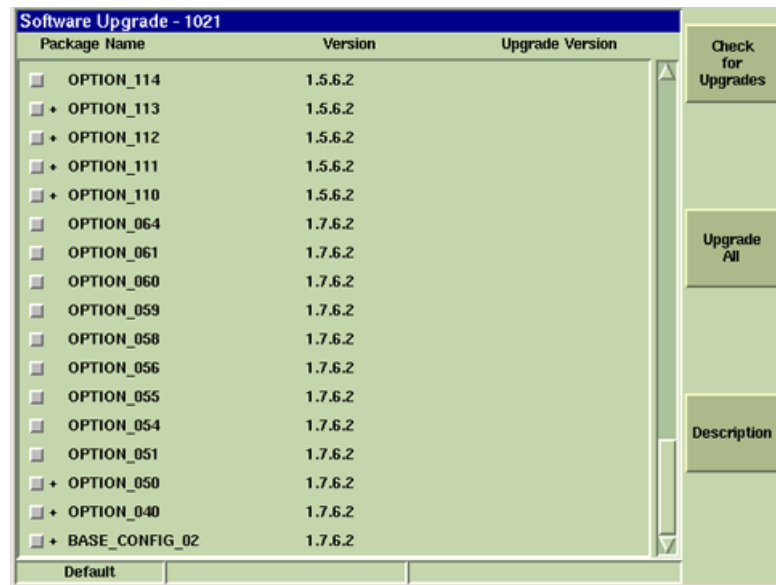 Software Upgrade - 1021
Package Name Version Upgrade Version
OPTION_114 1.5.6.2
+ OPTION_113 1.5.6.2
+ OPTION_112 1.5.6.2
+ OPTION_111 1.5.6.2
+ OPTION_110 1.5.6.2
OPTION_064 1.7.6.2
OPTION_061 1.7.6.2
OPTION_060 1.7.6.2
OPTION_059 1.7.6.2
OPTION_058 1.7.6.2
OPTION_056 1.7.6.2
OPTION_055 1.7.6.2
OPTION_054 1.7.6.2
OPTION_051 1.7.6.2
+ OPTION_050 1.7.6.2
+ OPTION_040 1.7.6.2
+ BASE_CONFIG_02 1.7.6.2
Default
Check
for
Upgrades
Upgrade
All
Description